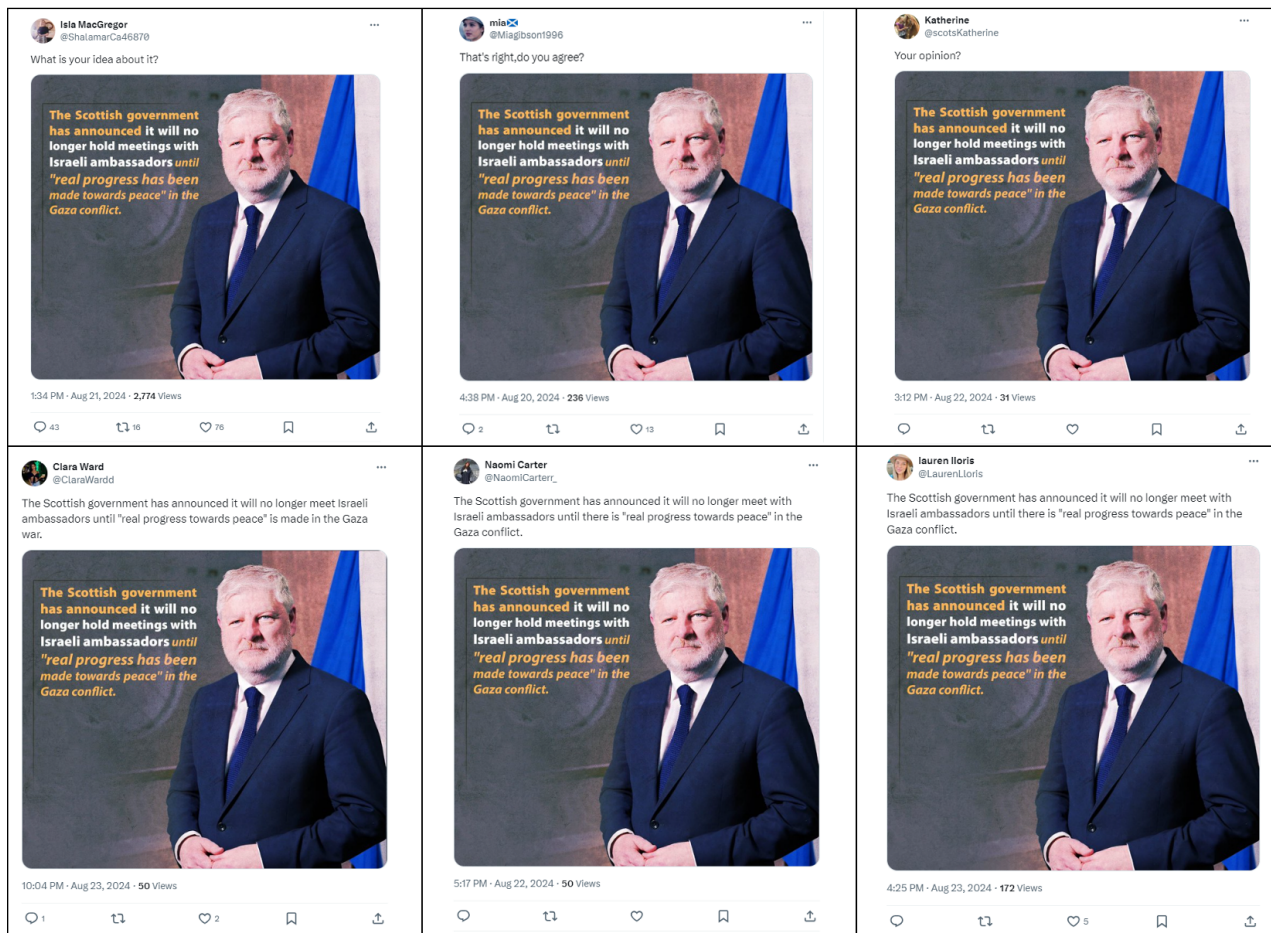 Isla MacGregor
@ShalamarCa46870
What is your idea about it?
The Scottish government
has announced it will no
longer hold meetings with
Israeli ambassadors until
"real progress has been
made towards peace" in the
Gaza conflict.
1:34 PM · Aug 21, 2024 · 2,774 Views
43 16 76
mia🏴󠁧󠁢󠁳󠁣󠁴󠁿
@Miagibson1996
That's right,do you agree?
The Scottish government
has announced it will no
longer hold meetings with
Israeli ambassadors until
"real progress has been
made towards peace" in the
Gaza conflict.
4:38 PM · Aug 20, 2024 · 236 Views
2 13
Katherine
@scotsKatherine
Your opinion?
The Scottish government
has announced it will no
longer hold meetings with
Israeli ambassadors until
"real progress has been
made towards peace" in the
Gaza conflict.
3:12 PM · Aug 22, 2024 · 31 Views
Clara Ward
@ClaraWardd
The Scottish government has announced it will no longer meet Israeli
ambassadors until "real progress towards peace" is made in the Gaza
war.
The Scottish government
has announced it will no
longer hold meetings with
Israeli ambassadors until
"real progress has been
made towards peace" in the
Gaza conflict.
10:04 PM · Aug 23, 2024 · 50 Views
1 2
Naomi Carter
@NaomiCarterr_
The Scottish government has announced it will no longer meet with
Israeli ambassadors until there is "real progress towards peace" in the
Gaza conflict.
The Scottish government
has announced it will no
longer hold meetings with
Israeli ambassadors until
"real progress has been
made towards peace" in the
Gaza conflict.
5:17 PM · Aug 22, 2024 · 50 Views
lauren lloris
@LaurenLloris
The Scottish government has announced it will no longer meet with
Israeli ambassadors until there is "real progress towards peace" in the
Gaza conflict.
The Scottish government
has announced it will no
longer hold meetings with
Israeli ambassadors until
"real progress has been
made towards peace" in the
Gaza conflict.
4:25 PM · Aug 23, 2024 · 172 Views
5